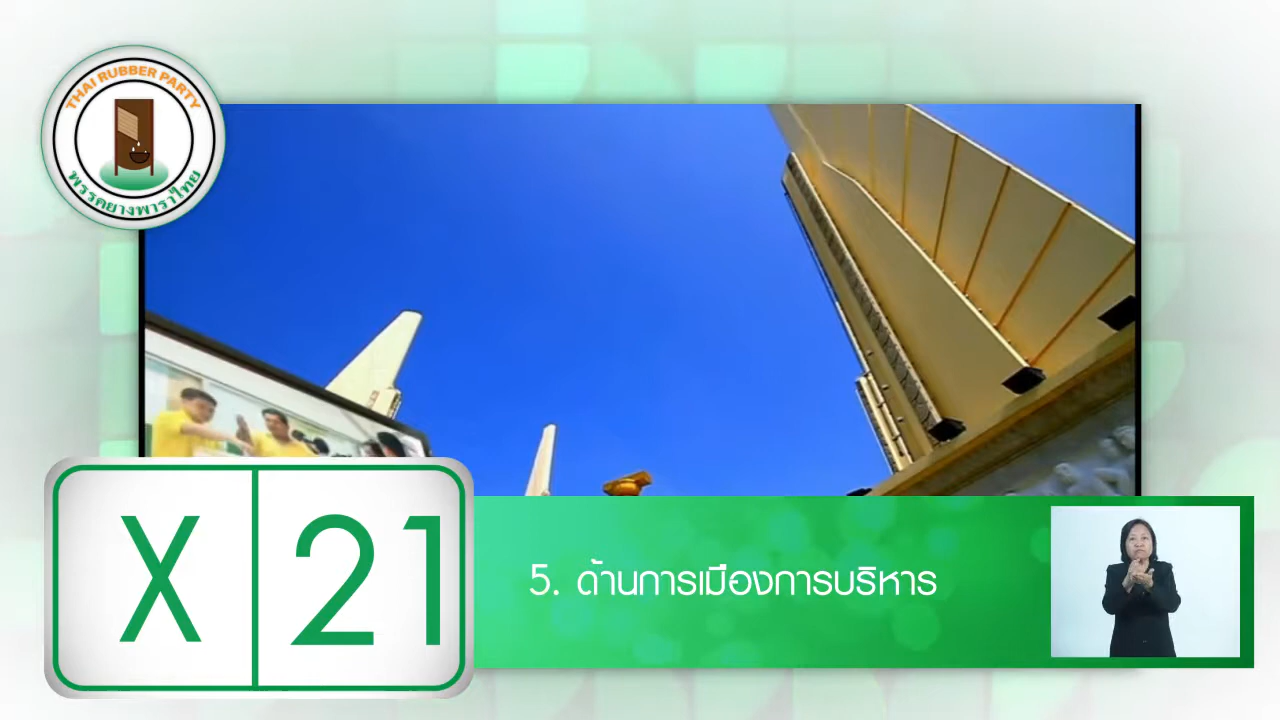 THAI RUBBER PARTY
พรรคยางพาราไทย
X 21
5. ด้านการเมืองการบริหาร